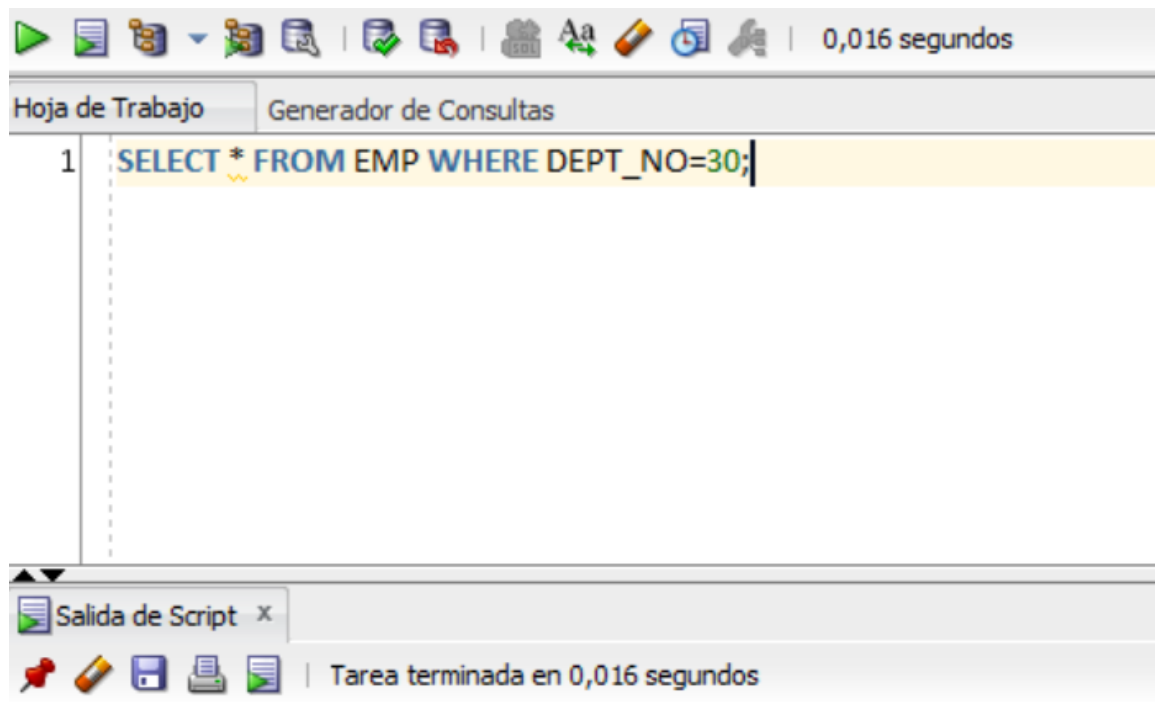 0,016 segundos
Hoja de Trabajo Generador de Consultas
1 SELECT * FROM EMP WHERE DEPT_NO=30;
Salida de Script x
Tarea terminada en 0,016 segundos